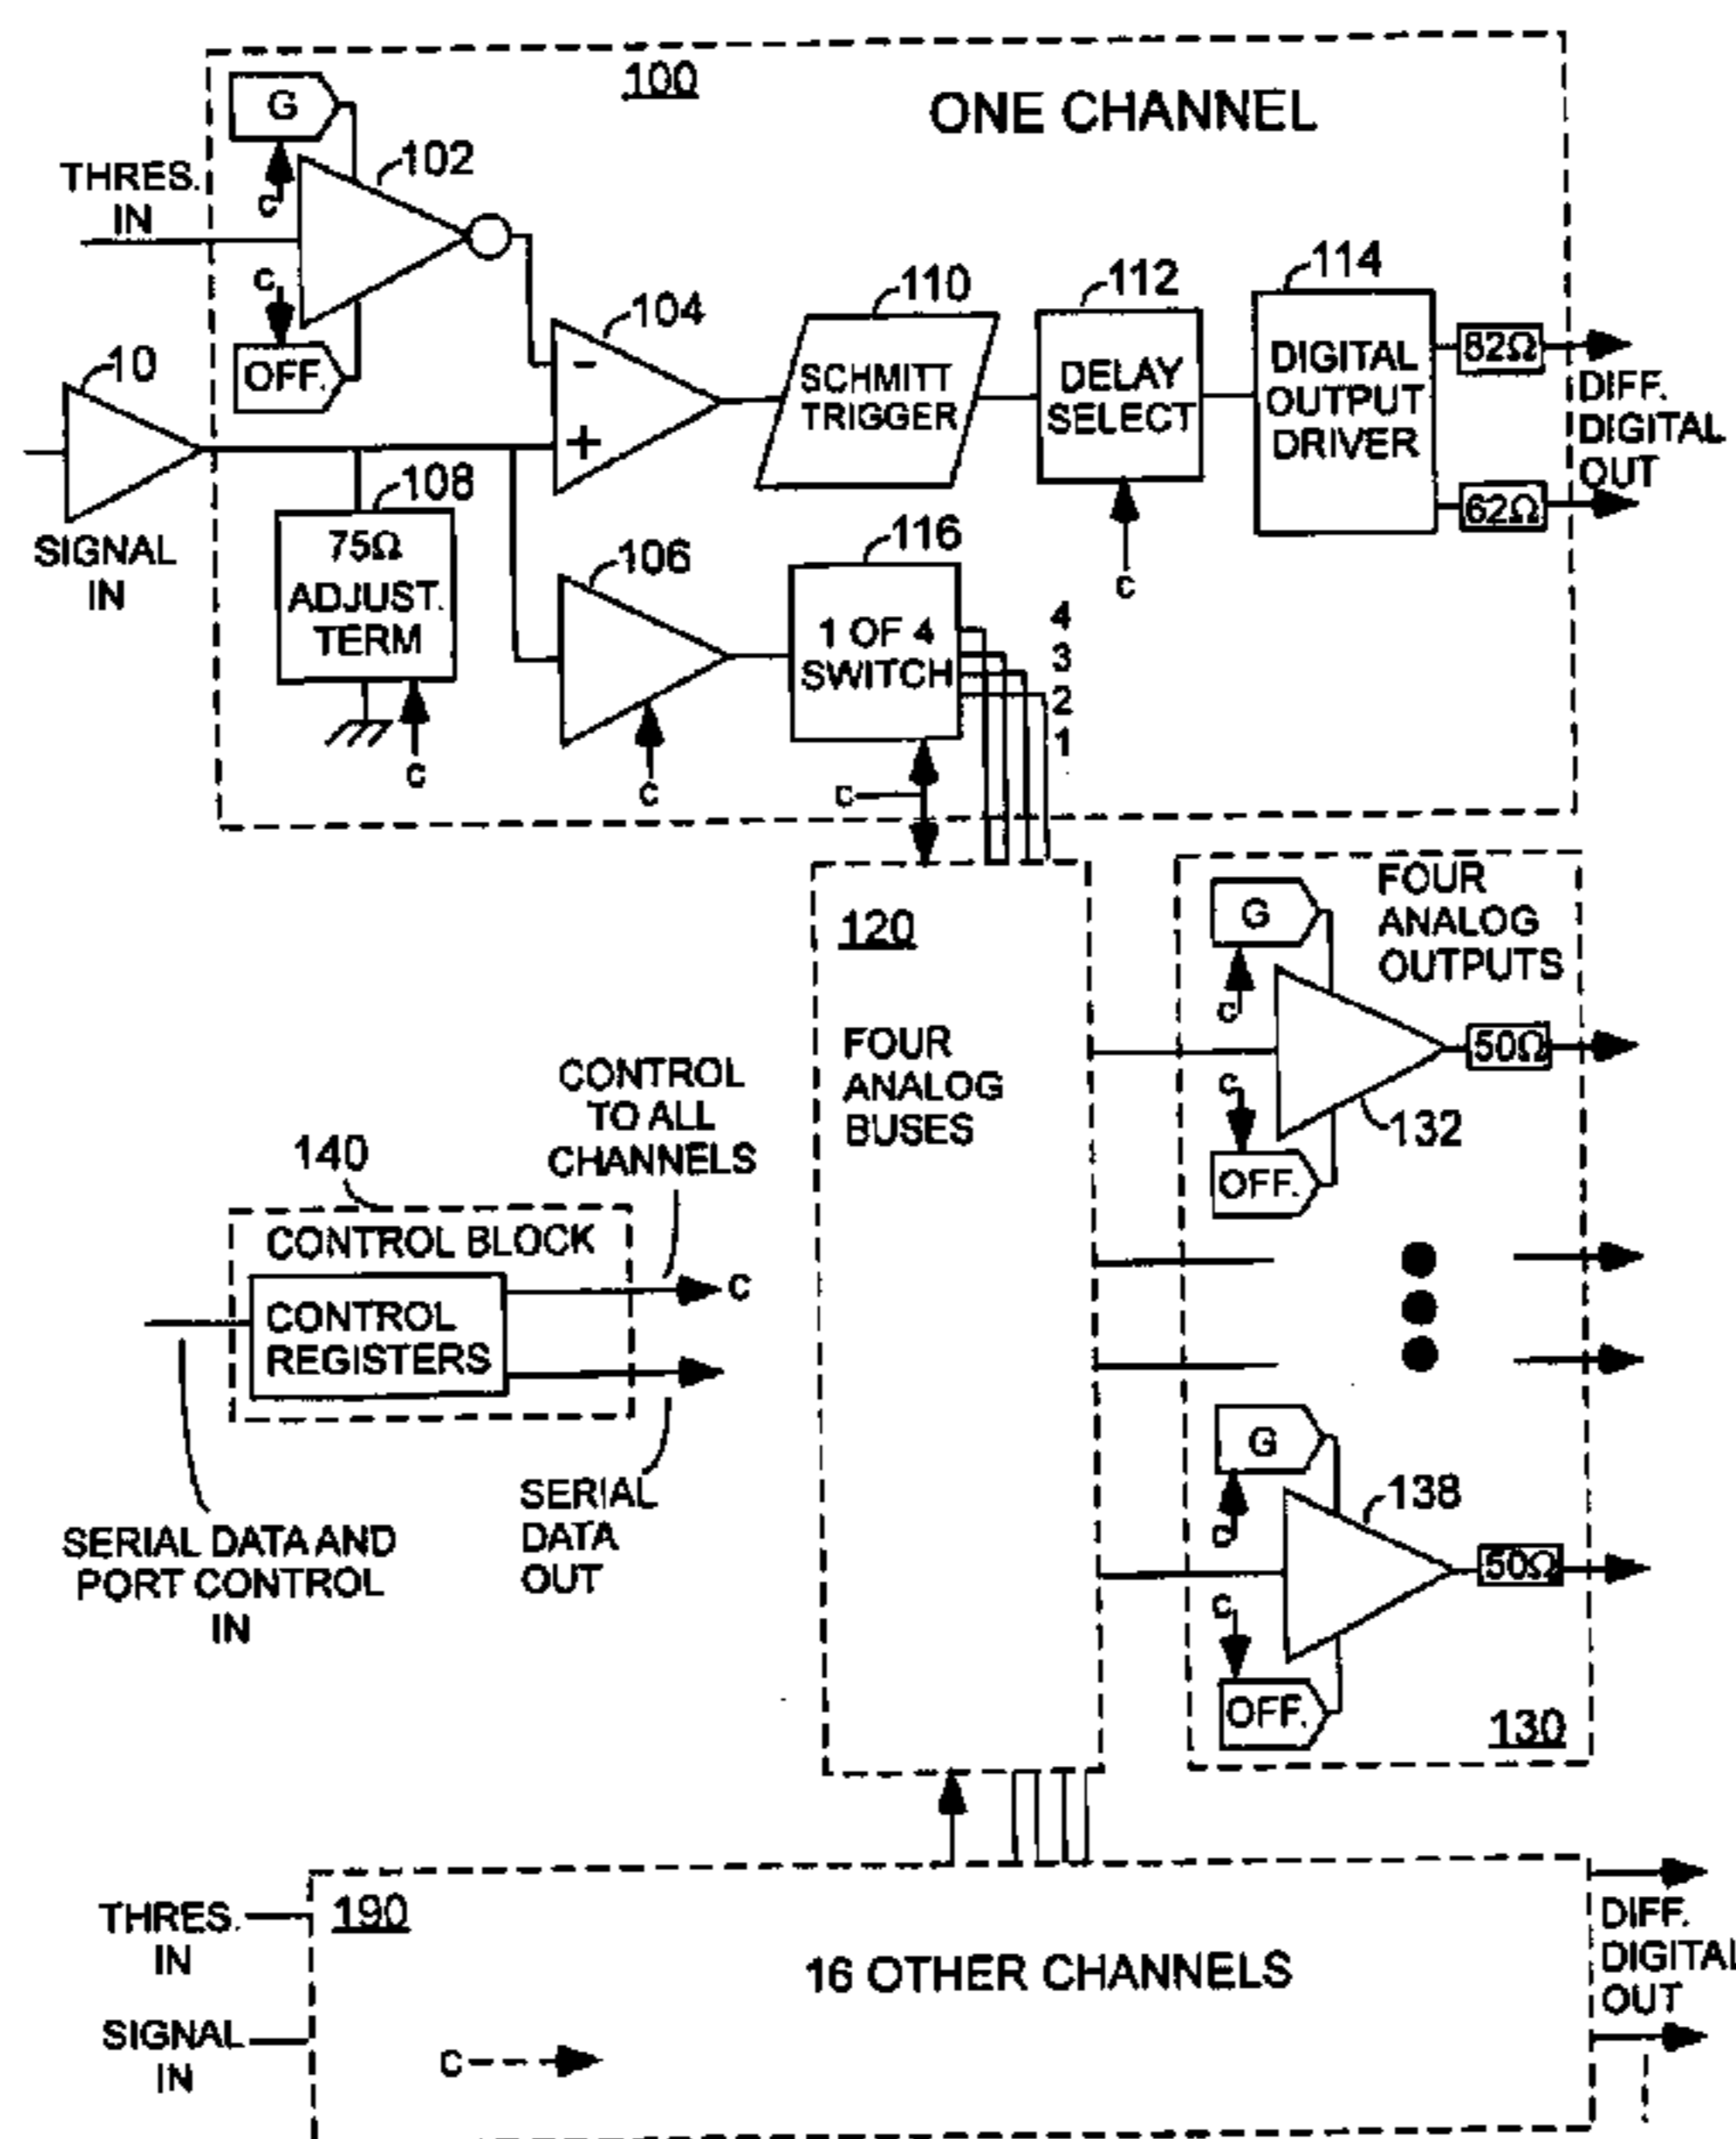 100
ONE CHANNEL
G
c
102
THRES.
IN
c
OFF.
10
SIGNAL
IN
104
-
+
110
SCHMITT
TRIGGER
112
DELAY
SELECT
c
114
DIGITAL
OUTPUT
DRIVER
62Ω
62Ω
DIFF.
DIGITAL
OUT
108
75Ω
ADJUST.
TERM
c
106
c
116
1 OF 4
SWITCH
c
4
3
2
1
120
FOUR
ANALOG
BUSES
FOUR
ANALOG
OUTPUTS
G
c
c
OFF.
132
50Ω
CONTROL
TO ALL
CHANNELS
140
CONTROL BLOCK
CONTROL
REGISTERS
c
SERIAL DATA AND
PORT CONTROL
IN
SERIAL
DATA
OUT
G
c
138
50Ω
c
OFF.
130
THRES.
IN
190
SIGNAL
IN
16 OTHER CHANNELS
C
DIFF.
DIGITAL
OUT